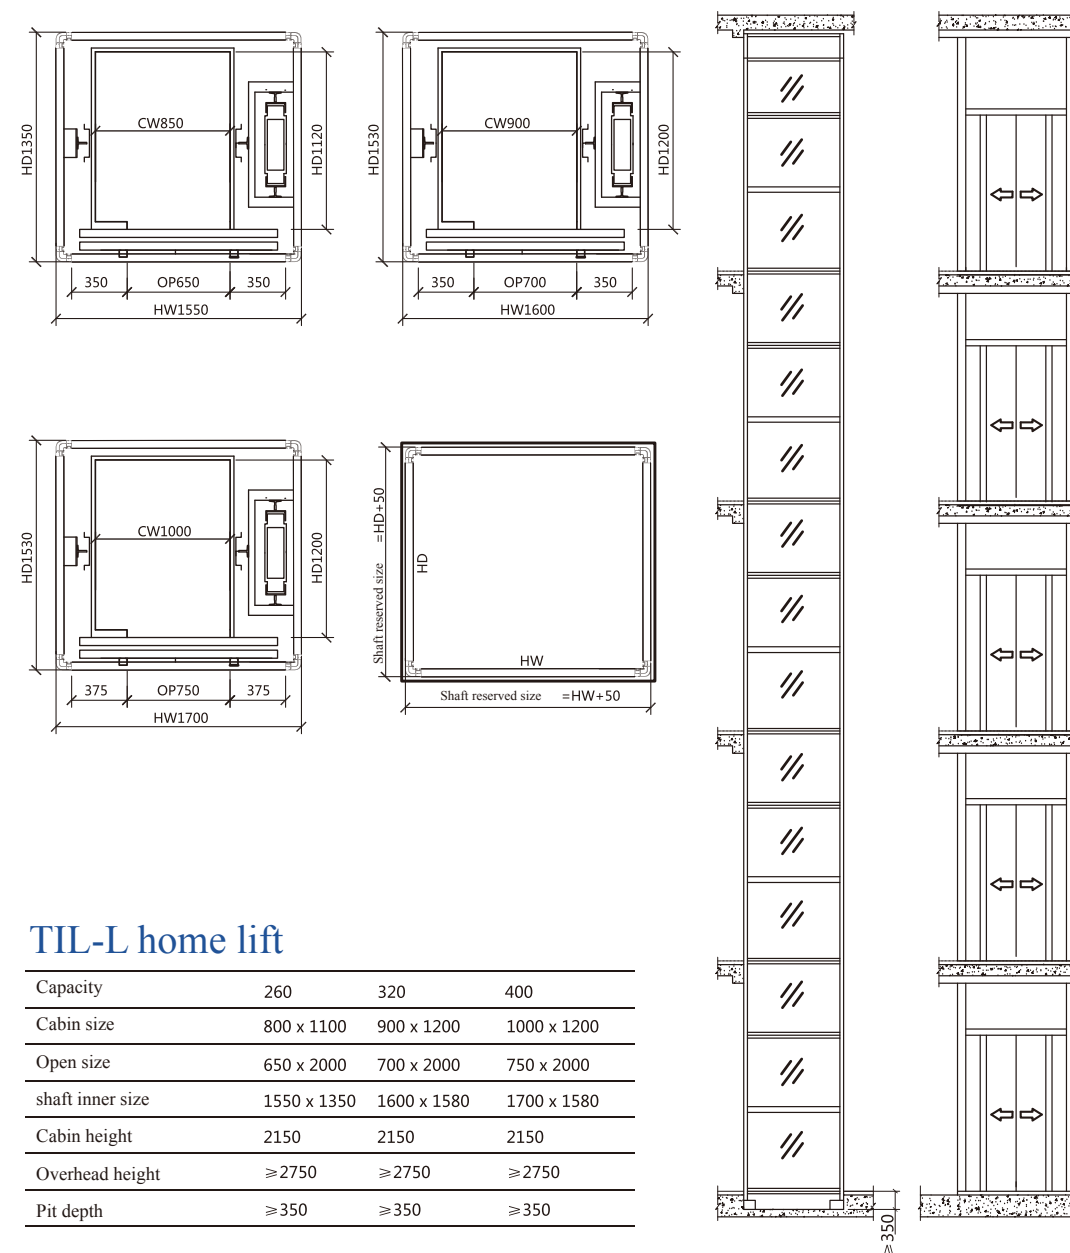 HD1350
CW850
HD1120
350 OP650 350
HW1550
HD1530
CW900
HD1200
350 OP700 350
HW1600
HD1530
CW1000
HD1200
375 OP750 375
HW1700
Shaft reserved size =HD+50
HD
HW
Shaft reserved size =HW+50
≥350
TIL-L home lift
Capacity 260 320 400
Cabin size 800 x 1100 900 x 1200 1000 x 1200
Open size 650 x 2000 700 x 2000 750 x 2000
shaft inner size 1550 x 1350 1600 x 1580 1700 x 1580
Cabin height 2150 2150 2150
Overhead height ≥2750 ≥2750 ≥2750
Pit depth ≥350 ≥350 ≥350